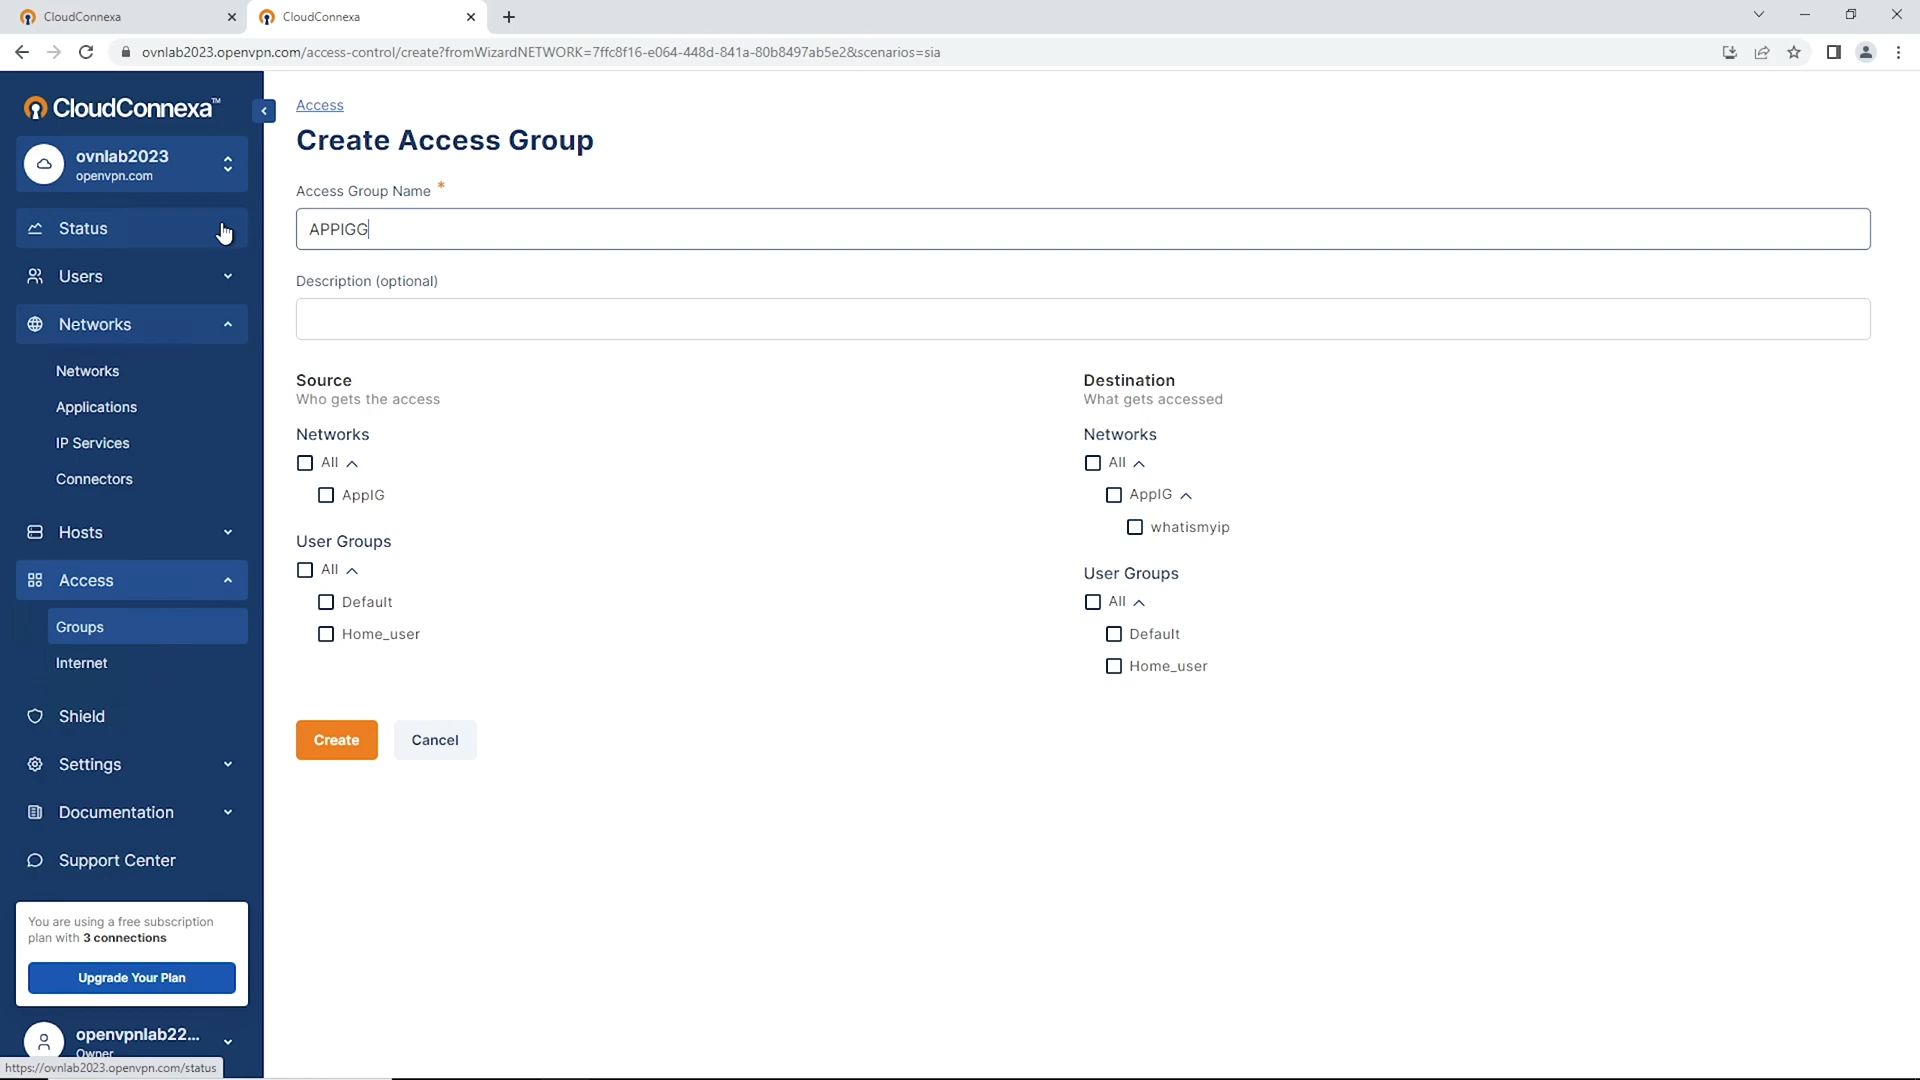 CloudConnexa
CloudConnexa
ovnlab2023.openvpn.com/access-control/create?fromWizardNETWORK=7ffc8f16-e064-448d-841a-80b8497ab5e2&scenarios=sia
CloudConnexa™
ovnlab2023
openvpn.com
Status
Users
Networks
Networks
Applications
IP Services
Connectors
Hosts
Access
Groups
Internet
Shield
Settings
Documentation
Support Center
You are using a free subscription
plan with 3 connections
Upgrade Your Plan
openvpnlab22...
Owner
https://ovnlab2023.openvpn.com/status
Access
Create Access Group
Access Group Name *
APPIGG
Description (optional)
Source
Who gets the access
Networks
All
AppIG
User Groups
All
Default
Home_user
Destination
What gets accessed
Networks
All
AppIG
whatismyip
User Groups
All
Default
Home_user
Create
Cancel